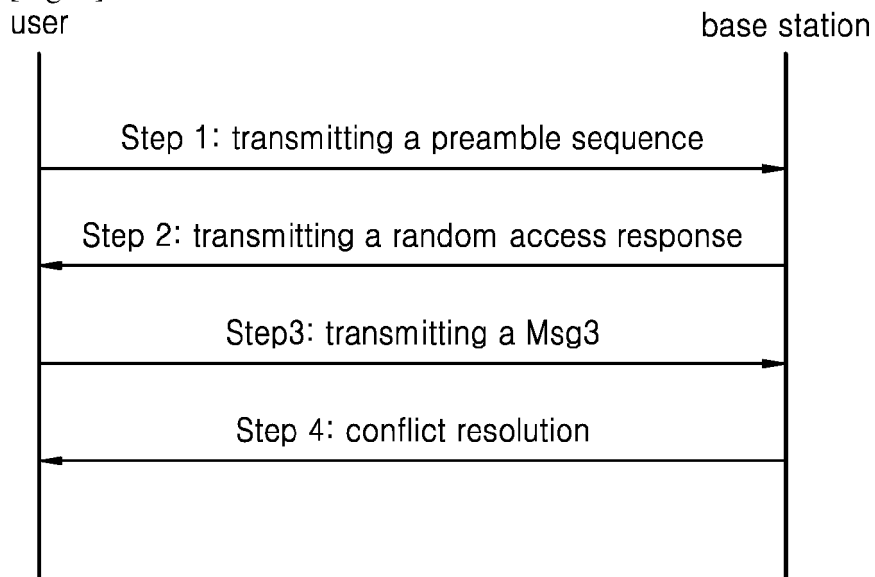 user
base station
Step 1: transmitting a preamble sequence
Step 2: transmitting a random access response
Step3: transmitting a Msg3
Step 4: conflict resolution